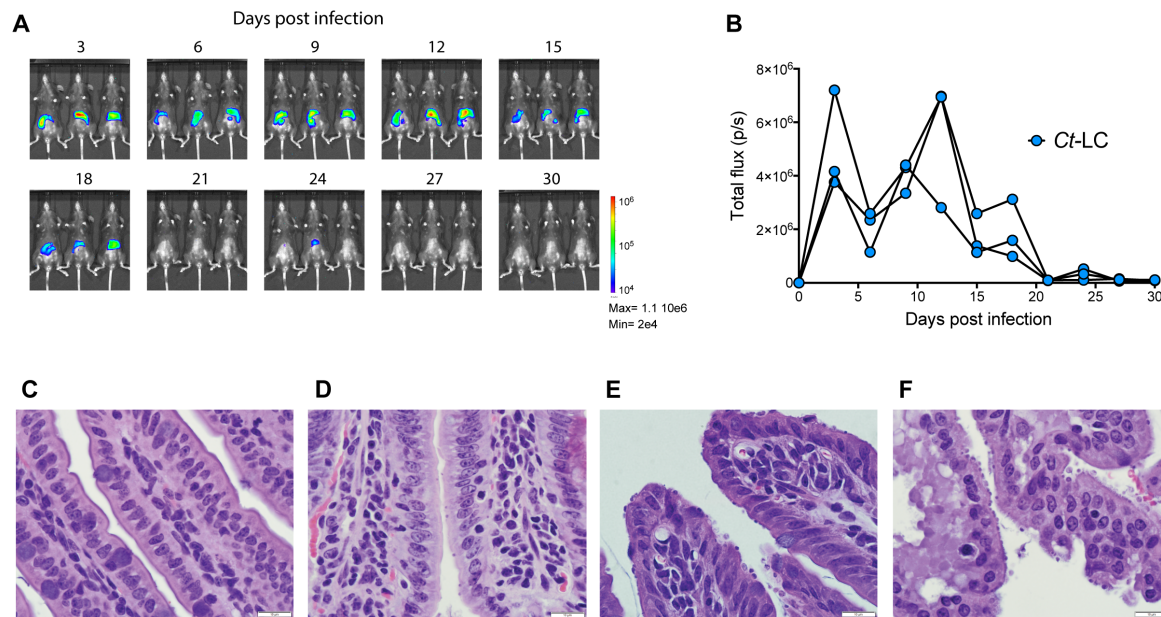 Days post infection
A
3 6 9 12 15
18 21 24 27 30
10⁶
10⁵
10⁴
Max= 1.1 10e6
Min= 2e4
B
8×10⁶
6×10⁶
4×10⁶
2×10⁶
0
Total flux (p/s)
Ct-LC
0 5 10 15 20 25 30
Days post infection
C D E F